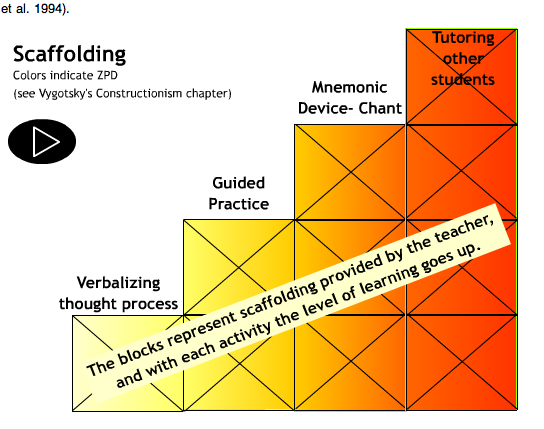 et al. 1994).
Scaffolding
Colors indicate ZPD
(see Vygotsky's Constructionism chapter)
Tutoring
other
students
Mnemonic
Device- Chant
Guided
Practice
Verbalizing
thought process
The blocks represent scaffolding provided by the teacher,
and with each activity the level of learning goes up.